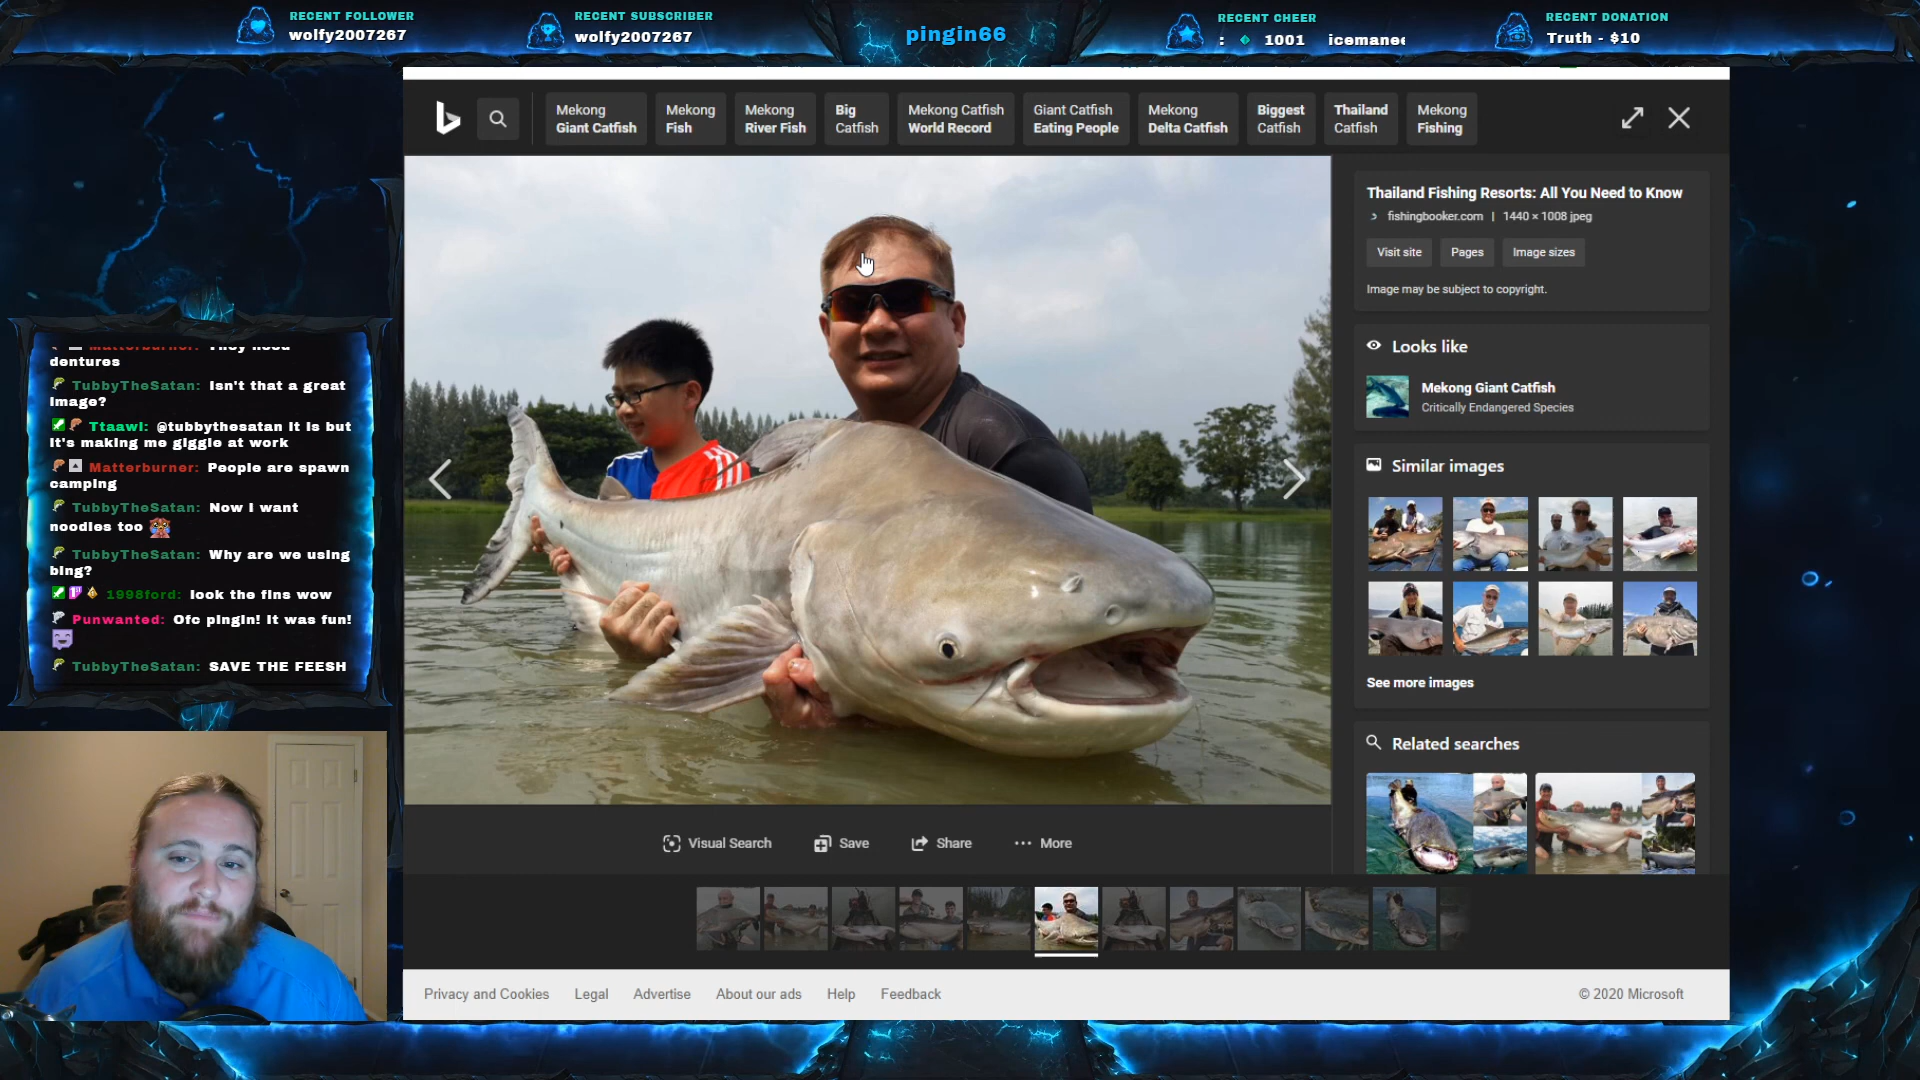 RECENT FOLLOWER
wolfy2007267
RECENT SUBSCRIBER
wolfy2007267
pingin66
RECENT CHEER
: 1001 icemanee
RECENT DONATION
Truth - $10
Mekong
Giant Catfish
Mekong
Fish
Mekong
River Fish
Big
Catfish
Mekong Catfish
World Record
Giant Catfish
Eating People
Mekong
Delta Catfish
Biggest
Catfish
Thailand
Catfish
Mekong
Fishing
Thailand Fishing Resorts: All You Need to Know
fishingbooker.com | 1440 × 1008 jpeg
Visit site
Pages
Image sizes
Image may be subject to copyright.
Looks like
Mekong Giant Catfish
Critically Endangered Species
Similar images
See more images
Related searches
Matterburner: They need
dentures
TubbyTheSatan: Isn't that a great
image?
Ttaawi: @tubbythesatan it is but
it's making me giggle at work
Matterburner: People are spawn
camping
TubbyTheSatan: Now I want
noodles too
TubbyTheSatan: Why are we using
bing?
1998ford: look the fins wow
Punwanted: Ofc pingin! It was fun!
TubbyTheSatan: SAVE THE FEESH
Visual Search
Save
Share
More
Privacy and Cookies
Legal
Advertise
About our ads
Help
Feedback
© 2020 Microsoft